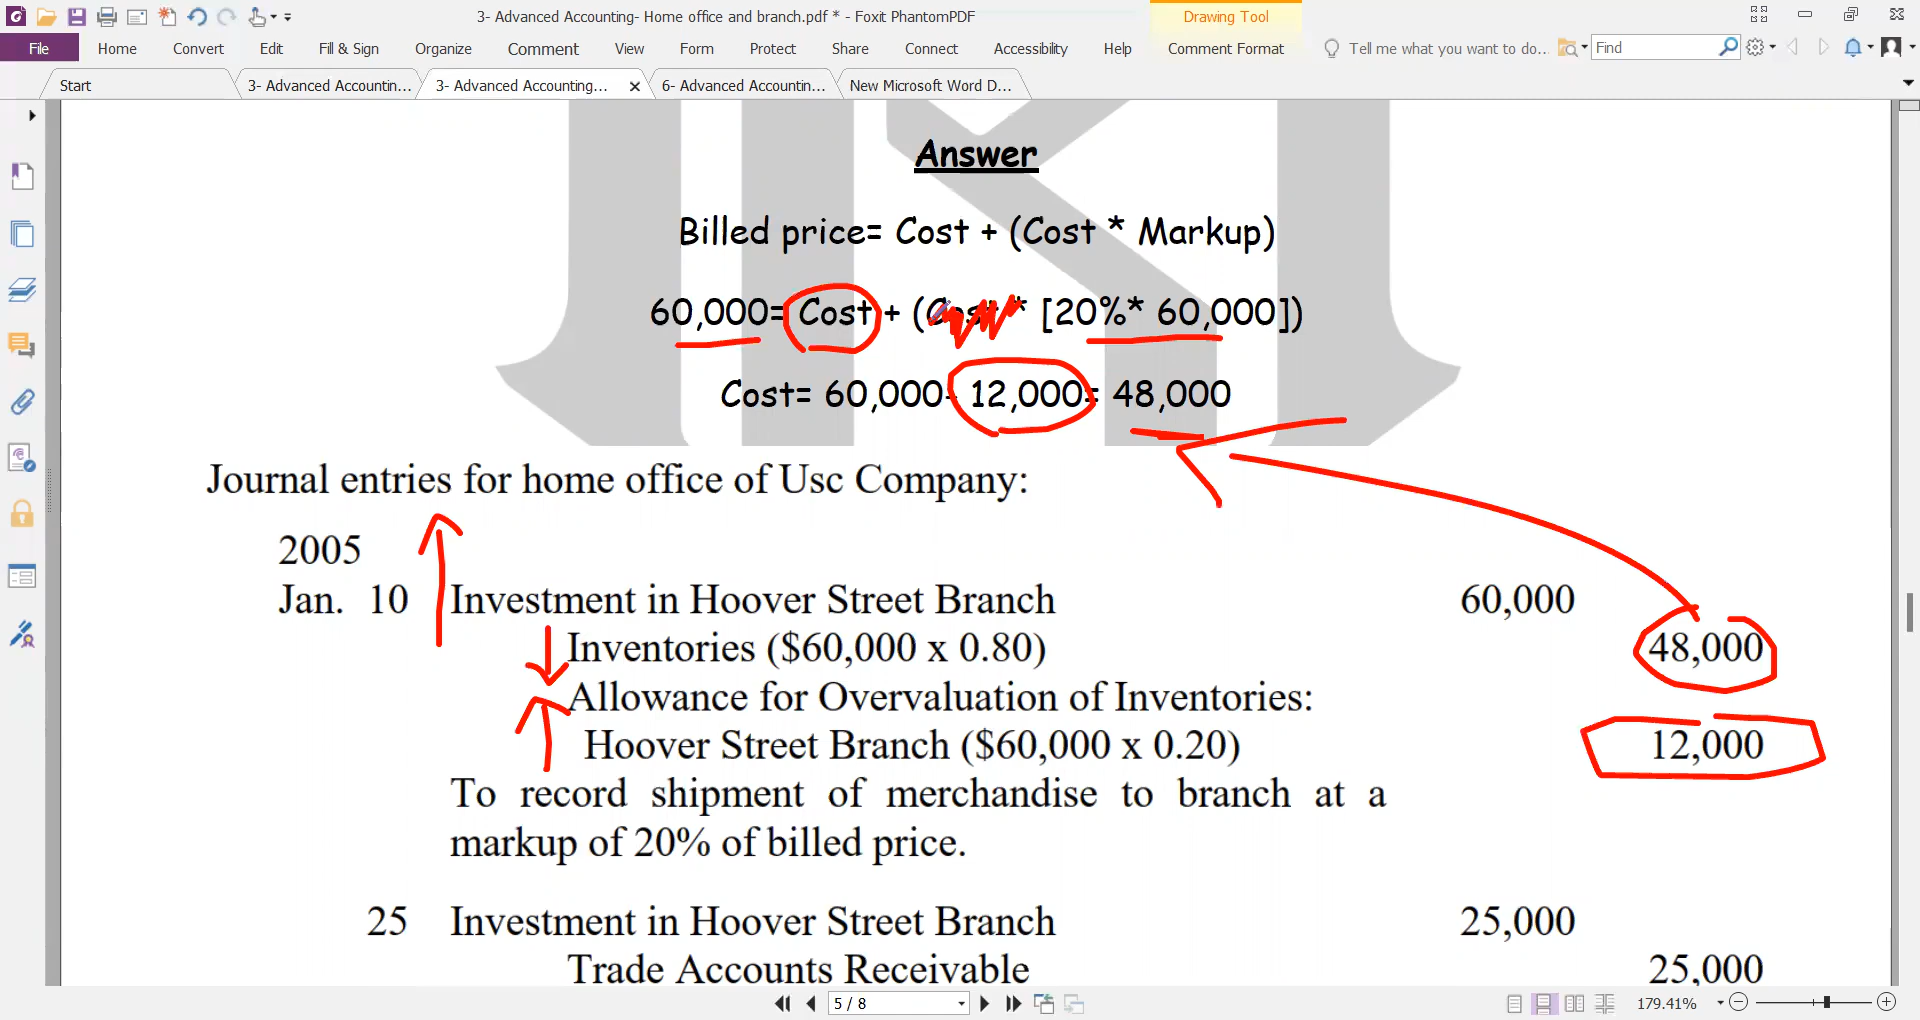 3- Advanced Accounting- Home office and branch.pdf * - Foxit PhantomPDF
Drawing Tool
File Home Convert Edit Fill & Sign Organize Comment View Form Protect Share Connect Accessibility Help Comment Format Tell me what you want to do... Find
Start 3- Advanced Accountin... 3- Advanced Accounting... 6- Advanced Accountin... New Microsoft Word D...
Answer
Billed price= Cost + (Cost * Markup)
60,000= Cost + (Cost * [20%* 60,000])
Cost= 60,000- 12,000= 48,000
Journal entries for home office of Usc Company:
2005
Jan. 10 Investment in Hoover Street Branch 60,000
Inventories ($60,000 x 0.80) 48,000
Allowance for Overvaluation of Inventories:
Hoover Street Branch ($60,000 x 0.20) 12,000
To record shipment of merchandise to branch at a
markup of 20% of billed price.
25 Investment in Hoover Street Branch 25,000
Trade Accounts Receivable 25,000
5 / 8
179.41%